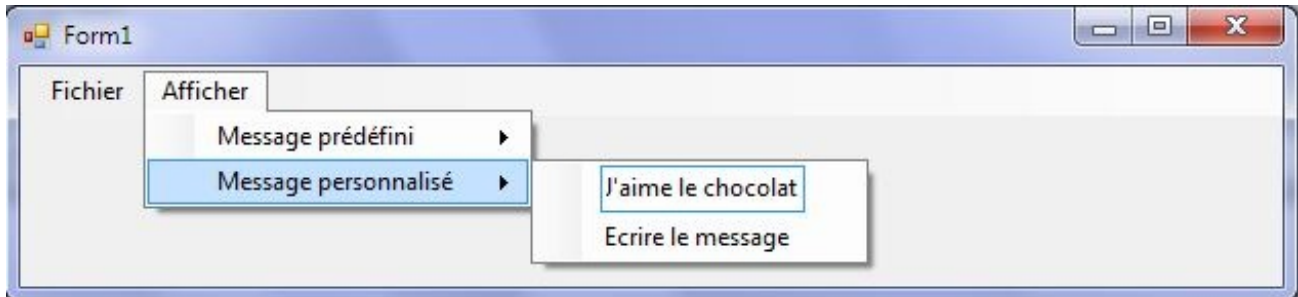 Form1
Fichier Afficher
Message prédéfini
Message personnalisé
J'aime le chocolat
Ecrire le message